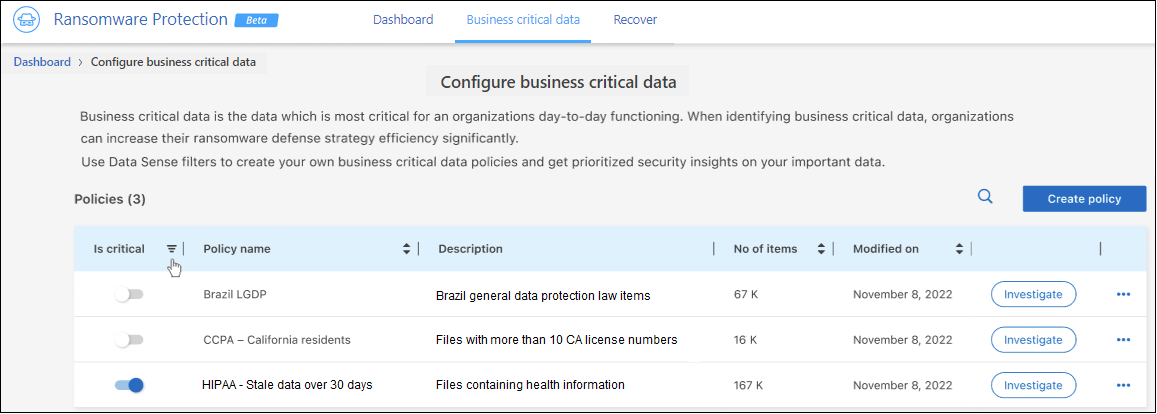 Ransomware Protection Beta Dashboard Business critical data Recover
Dashboard > Configure business critical data
Configure business critical data
Business critical data is the data which is most critical for an organizations day-to-day functioning. When identifying business critical data, organizations
can increase their ransomware defense strategy efficiency significantly.
Use Data Sense filters to create your own business critical data policies and get prioritized security insights on your important data.
Policies (3) Create policy
Is critical Policy name Description No of items Modified on
Brazil LGDP Brazil general data protection law items 67 K November 8, 2022 Investigate
CCPA – California residents Files with more than 10 CA license numbers 16 K November 8, 2022 Investigate
HIPAA - Stale data over 30 days Files containing health information 167 K November 8, 2022 Investigate